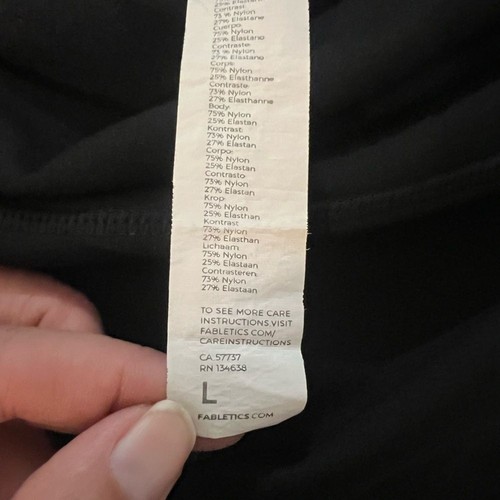 27% Elastane
Contrast:
73 % Nylon
27% Elastane
Cuerpo:
75% Nylon
25% Elastano
Contraste:
73 % Nylon
27% Elastano
Corps:
75% Nylon
25% Elasthanne
Contraste:
73% Nylon
27% Elasthanne
Body:
75% Nylon
25% Elastan
Kontrast:
73% Nylon
27% Elastan
Corpo:
75% Nylon
25% Elastan
Contrasto:
73% Nylon
27% Elastan
Krop:
75% Nylon
25% Elasthan
Kontrast
73% Nylon
27% Elasthan
Lichaam:
75% Nylon
25% Elastaan
Contrasteren:
73% Nylon
27% Elastaan
TO SEE MORE CARE
INSTRUCTIONS,VISIT
FABLETICS.COM/
CAREINSTRUCTIONS
CA 57737
RN 134638
L
FABLETICS.COM